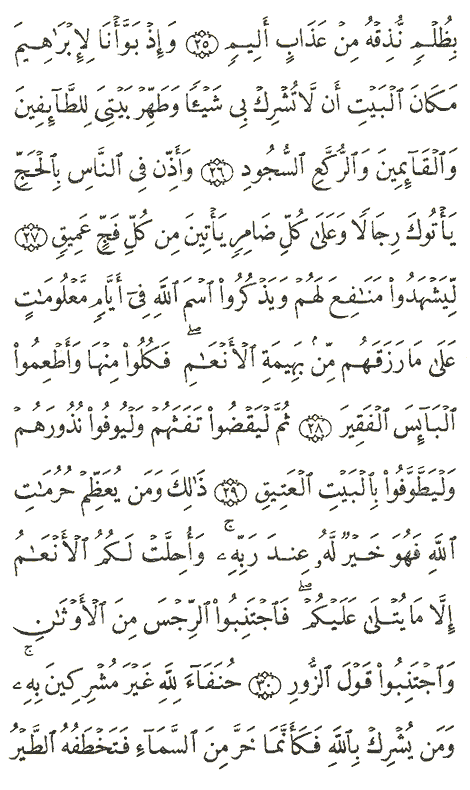 بِظُلۡمٖ نُّذِقۡهُ مِنۡ عَذَابٍ أَلِيمٖ ۝٢٥ وَإِذۡ بَوَّأۡنَا لِإِبۡرَٰهِيمَ
مَكَانَ ٱلۡبَيۡتِ أَن لَّا تُشۡرِكۡ بِي شَيۡـٔٗا وَطَهِّرۡ بَيۡتِيَ لِلطَّآئِفِينَ
وَٱلۡقَآئِمِينَ وَٱلرُّكَّعِ ٱلسُّجُودِ ۝٢٦ وَأَذِّن فِي ٱلنَّاسِ بِٱلۡحَجِّ
يَأۡتُوكَ رِجَالٗا وَعَلَىٰ كُلِّ ضَامِرٖ يَأۡتِينَ مِن كُلِّ فَجٍّ عَمِيقٖ ۝٢٧
لِّيَشۡهَدُواْ مَنَٰفِعَ لَهُمۡ وَيَذۡكُرُواْ ٱسۡمَ ٱللَّهِ فِيٓ أَيَّامٖ مَّعۡلُومَٰتٍ
عَلَىٰ مَا رَزَقَهُم مِّنۢ بَهِيمَةِ ٱلۡأَنۡعَٰمِۖ فَكُلُواْ مِنۡهَا وَأَطۡعِمُواْ
ٱلۡبَآئِسَ ٱلۡفَقِيرَ ۝٢٨ ثُمَّ لۡيَقۡضُواْ تَفَثَهُمۡ وَلۡيُوفُواْ نُذُورَهُمۡ
وَلۡيَطَّوَّفُواْ بِٱلۡبَيۡتِ ٱلۡعَتِيقِ ۝٢٩ ذَٰلِكَ وَمَن يُعَظِّمۡ حُرُمَٰتِ
ٱللَّهِ فَهُوَ خَيۡرٞ لَّهُۥ عِندَ رَبِّهِۦۚ وَأُحِلَّتۡ لَكُمُ ٱلۡأَنۡعَٰمُ
إِلَّا مَا يُتۡلَىٰ عَلَيۡكُمۡۖ فَٱجۡتَنِبُواْ ٱلرِّجۡسَ مِنَ ٱلۡأَوۡثَٰنِ
وَٱجۡتَنِبُواْ قَوۡلَ ٱلزُّورِ ۝٣٠ حُنَفَآءَ لِلَّهِ غَيۡرَ مُشۡرِكِينَ بِهِۦۚ
وَمَن يُشۡرِكۡ بِٱللَّهِ فَكَأَنَّمَا خَرَّ مِنَ ٱلسَّمَآءِ فَتَخۡطَفُهُ ٱلطَّيۡرُ